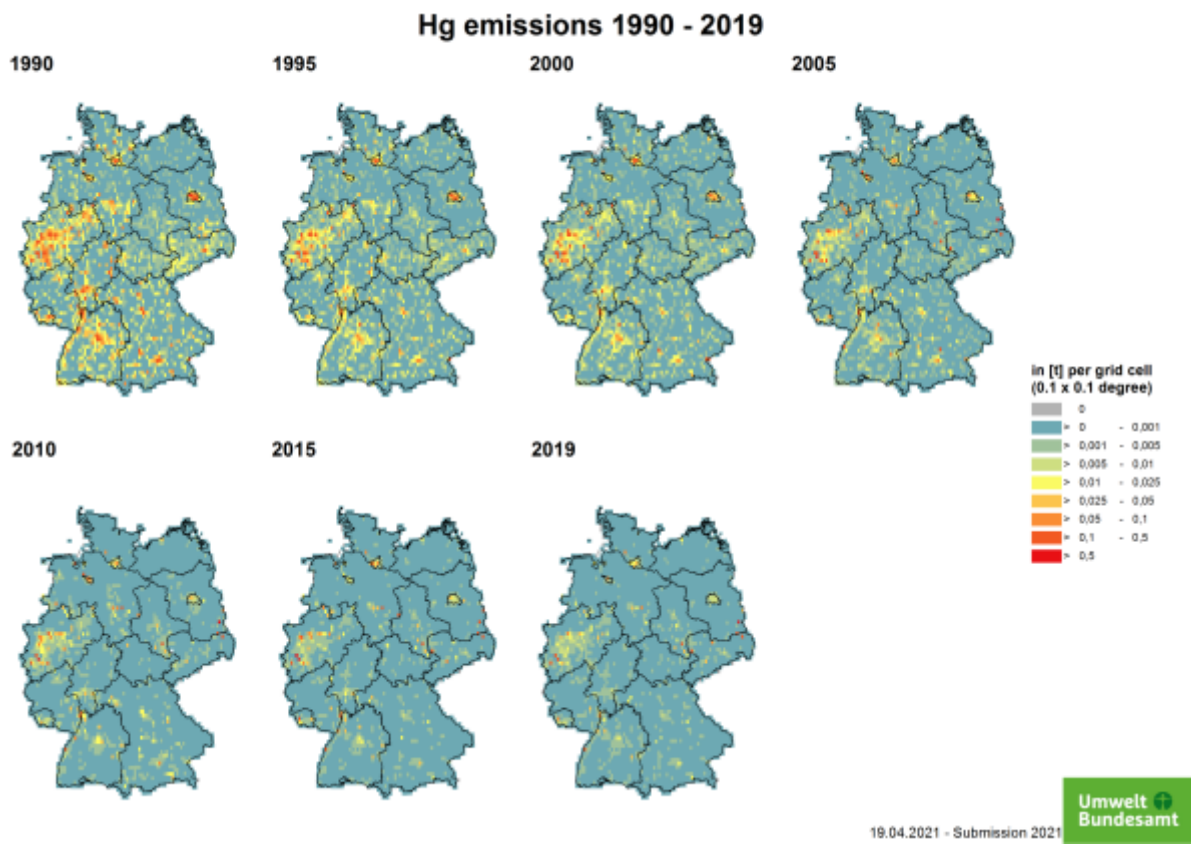 Hg emissions 1990 - 2019
1990
1995
2000
2005
2010
2015
2019
in [t] per grid cell
(0.1 x 0.1 degree)
0
> 0 - 0,001
> 0,001 - 0,005
> 0,005 - 0,01
> 0,01 - 0,025
> 0,025 - 0,05
> 0,05 - 0,1
> 0,1 - 0,5
> 0,5
19.04.2021 - Submission 2021
Umwelt
Bundesamt